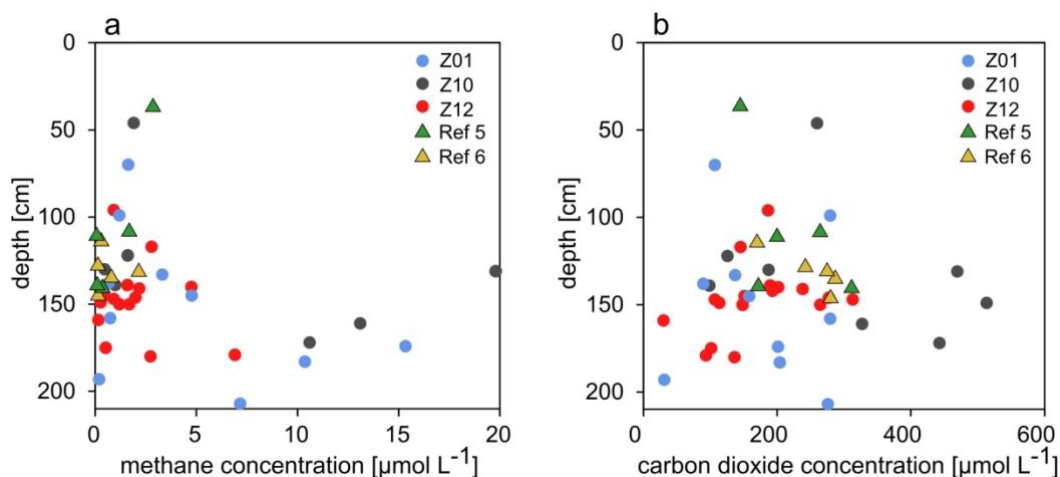 a
0
50
100
150
200
depth [cm]
Z01
Z10
Z12
Ref 5
Ref 6
0 5 10 15 20
methane concentration [µmol L⁻¹]
b
0
50
100
150
200
depth [cm]
Z01
Z10
Z12
Ref 5
Ref 6
0 200 400 600
carbon dioxide concentration [µmol L⁻¹]